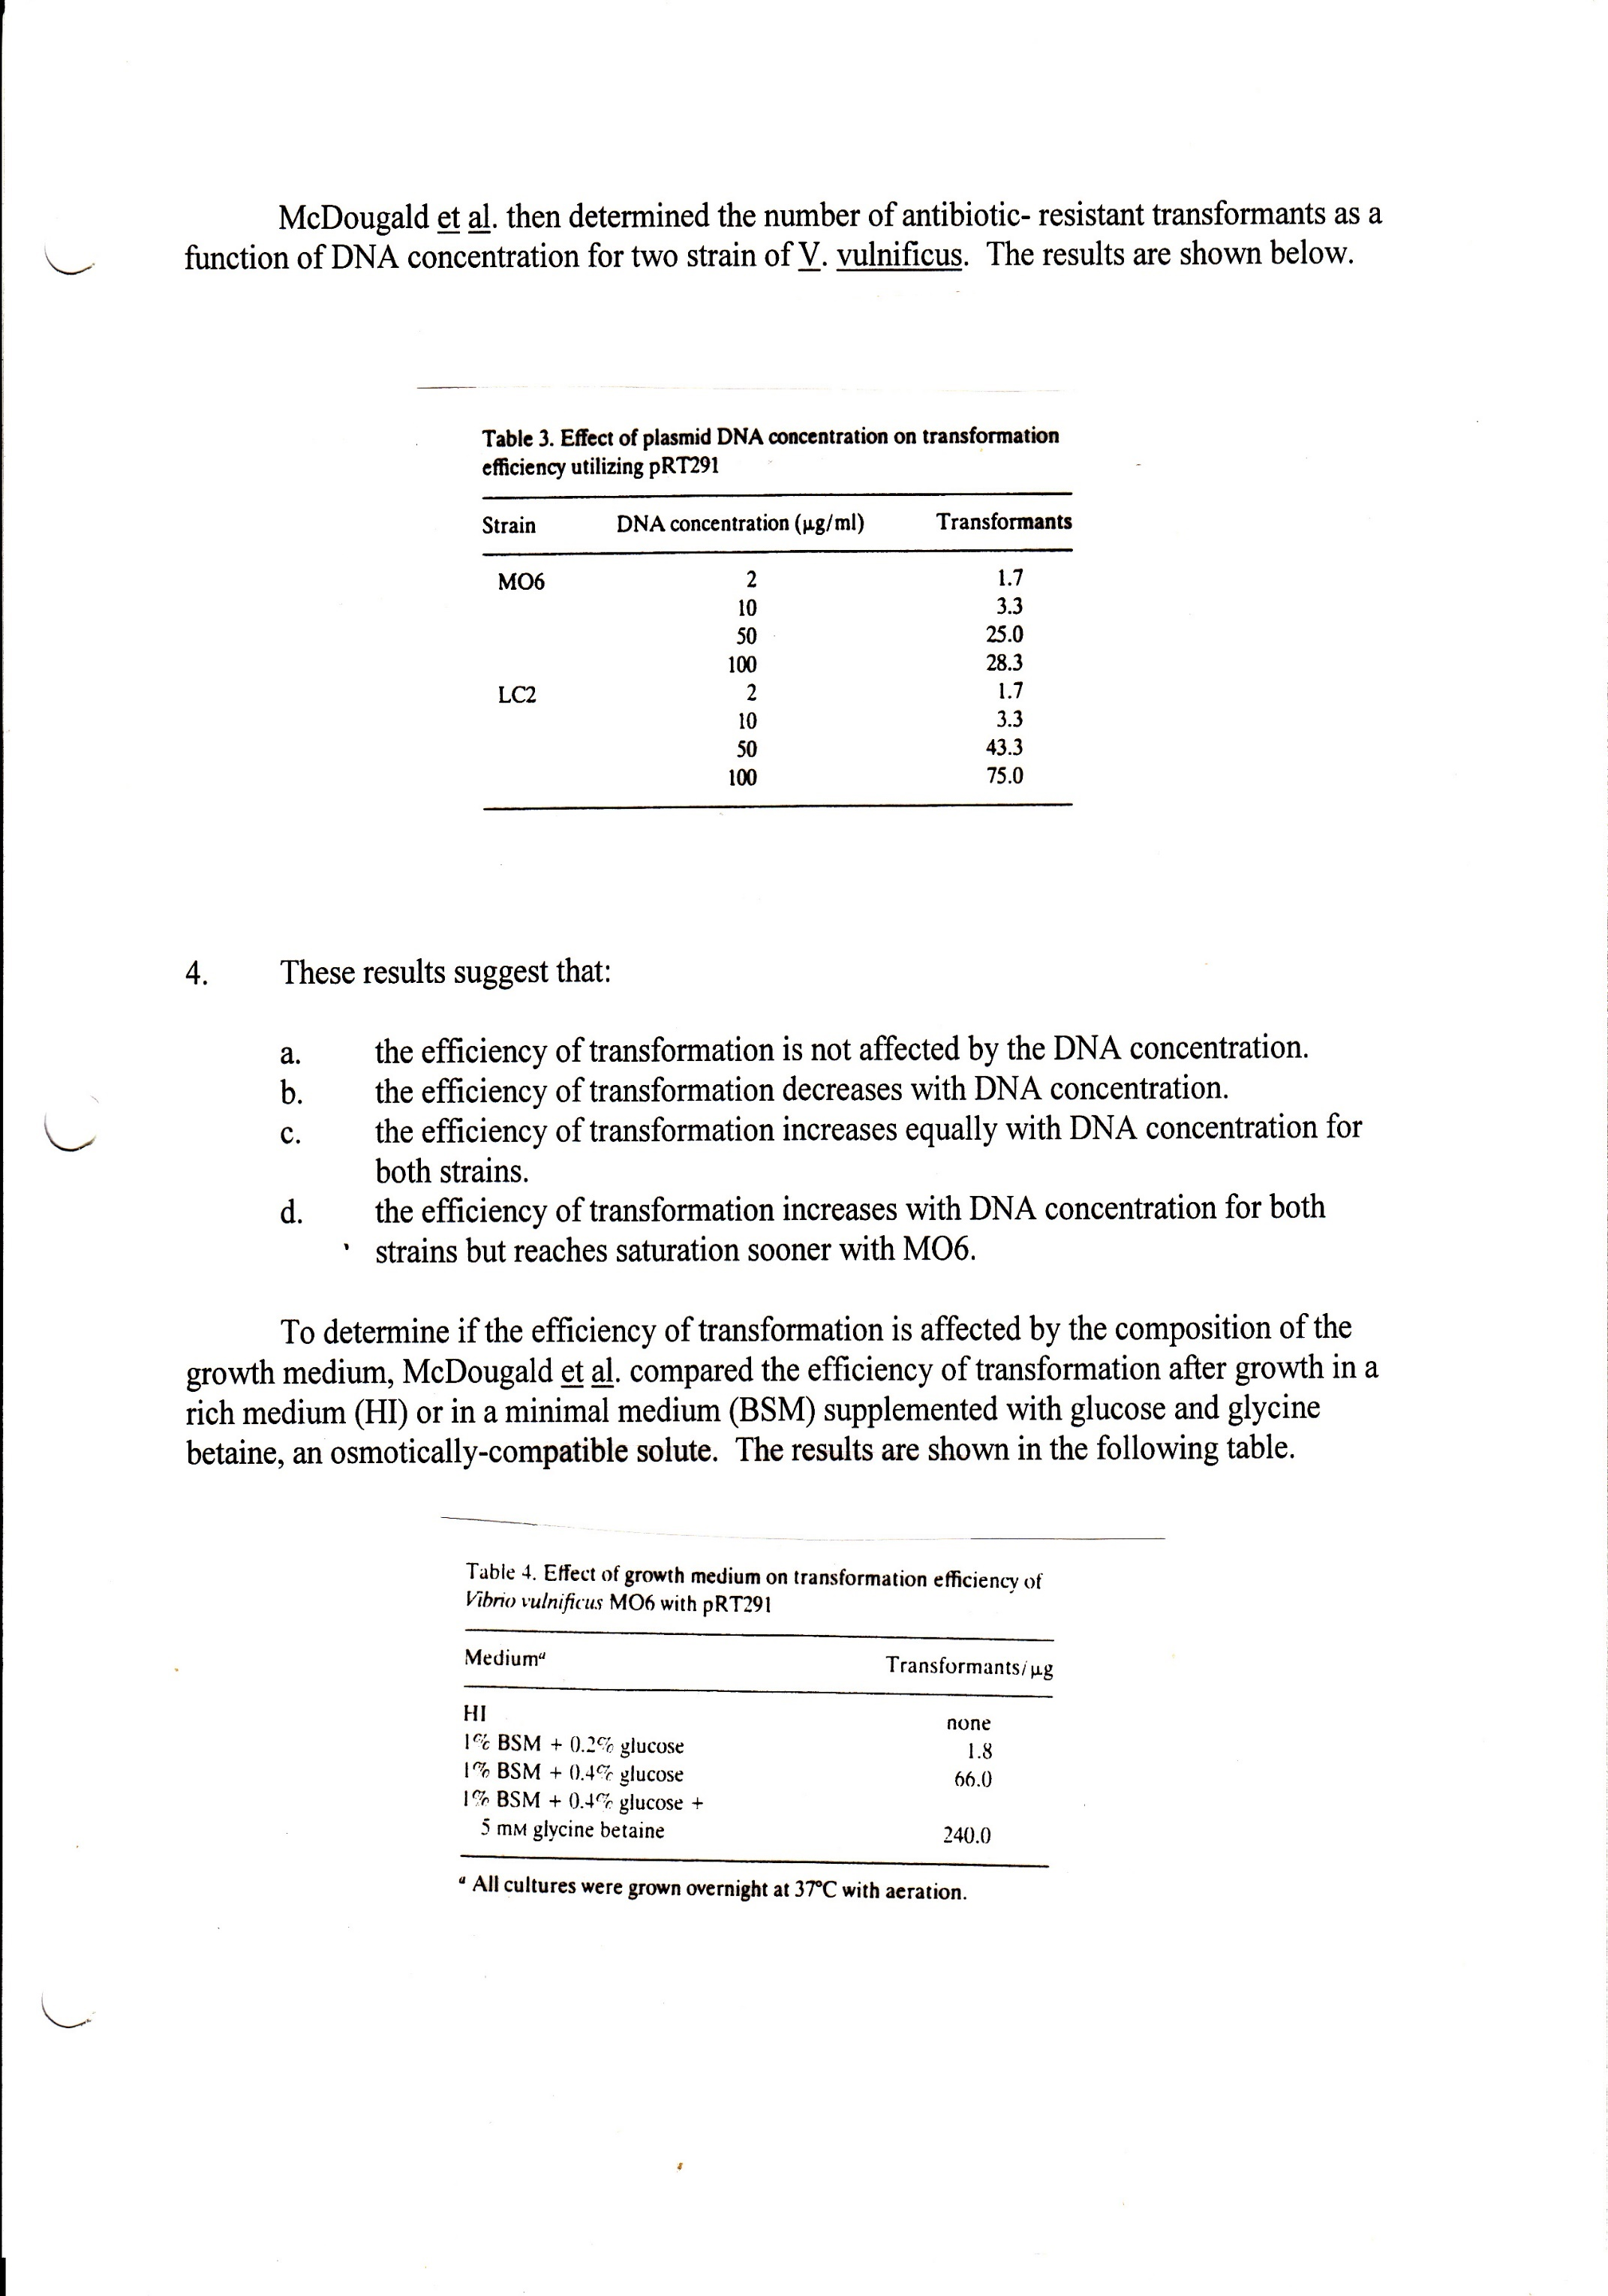 McDougald et al. then determined the number of antibiotic- resistant transformants as a
function of DNA concentration for two strain of V. vulnificus. The results are shown below.
Table 3. Effect of plasmid DNA concentration on transformation
efficiency utilizing pRT291
Strain DNA concentration (µg/ml) Transformants
MO6 2 1.7
10 3.3
50 25.0
100 28.3
LC2 2 1.7
10 3.3
50 43.3
100 75.0
4. These results suggest that:
a. the efficiency of transformation is not affected by the DNA concentration.
b. the efficiency of transformation decreases with DNA concentration.
c. the efficiency of transformation increases equally with DNA concentration for
both strains.
d. the efficiency of transformation increases with DNA concentration for both
strains but reaches saturation sooner with MO6.
To determine if the efficiency of transformation is affected by the composition of the
growth medium, McDougald et al. compared the efficiency of transformation after growth in a
rich medium (HI) or in a minimal medium (BSM) supplemented with glucose and glycine
betaine, an osmotically-compatible solute. The results are shown in the following table.
Table 4. Effect of growth medium on transformation efficiency of
Vibrio vulnificus MO6 with pRT291
Mediumᵃ Transformants/µg
HI none
1% BSM + 0.2% glucose 1.8
1% BSM + 0.4% glucose 66.0
1% BSM + 0.4% glucose +
5 mM glycine betaine 240.0
ᵃ All cultures were grown overnight at 37°C with aeration.